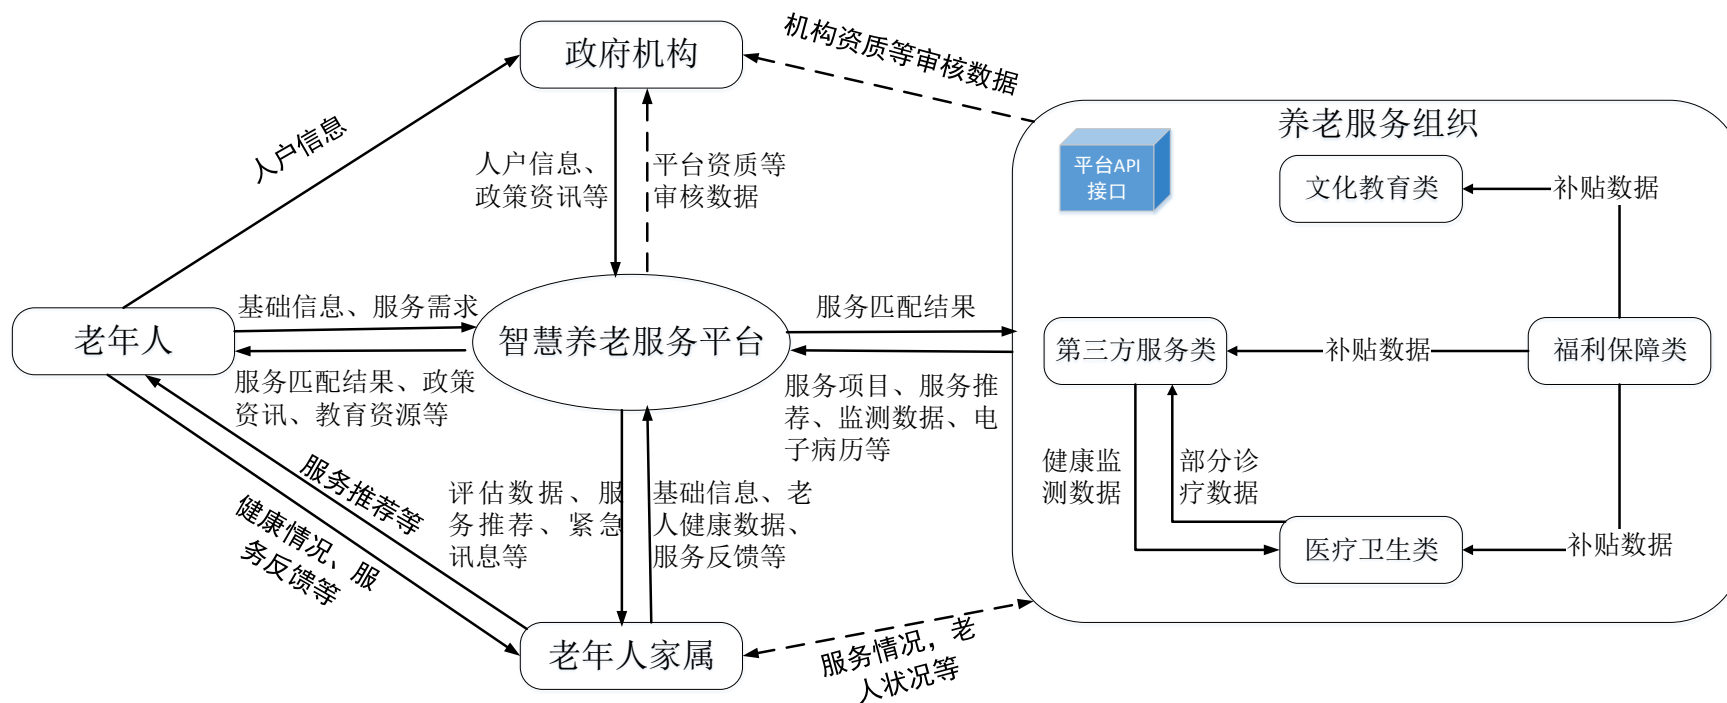 政府机构
机构资质等审核数据
养老服务组织
平台API
接口
人户信息
人户信息、
政策资讯等
平台资质等
审核数据
文化教育类
补贴数据
基础信息、服务需求
服务匹配结果
老年人
智慧养老服务平台
第三方服务类
补贴数据
福利保障类
服务匹配结果、政策
资讯、教育资源等
服务项目、服务推
荐、监测数据、电
子病历等
健康监
测数据
部分诊
疗数据
服务推荐等
健康情况、服
务反馈等
评估数据、服
务推荐、紧急
讯息等
基础信息、老
人健康数据、
服务反馈等
医疗卫生类
补贴数据
老年人家属
服务情况，老
人状况等